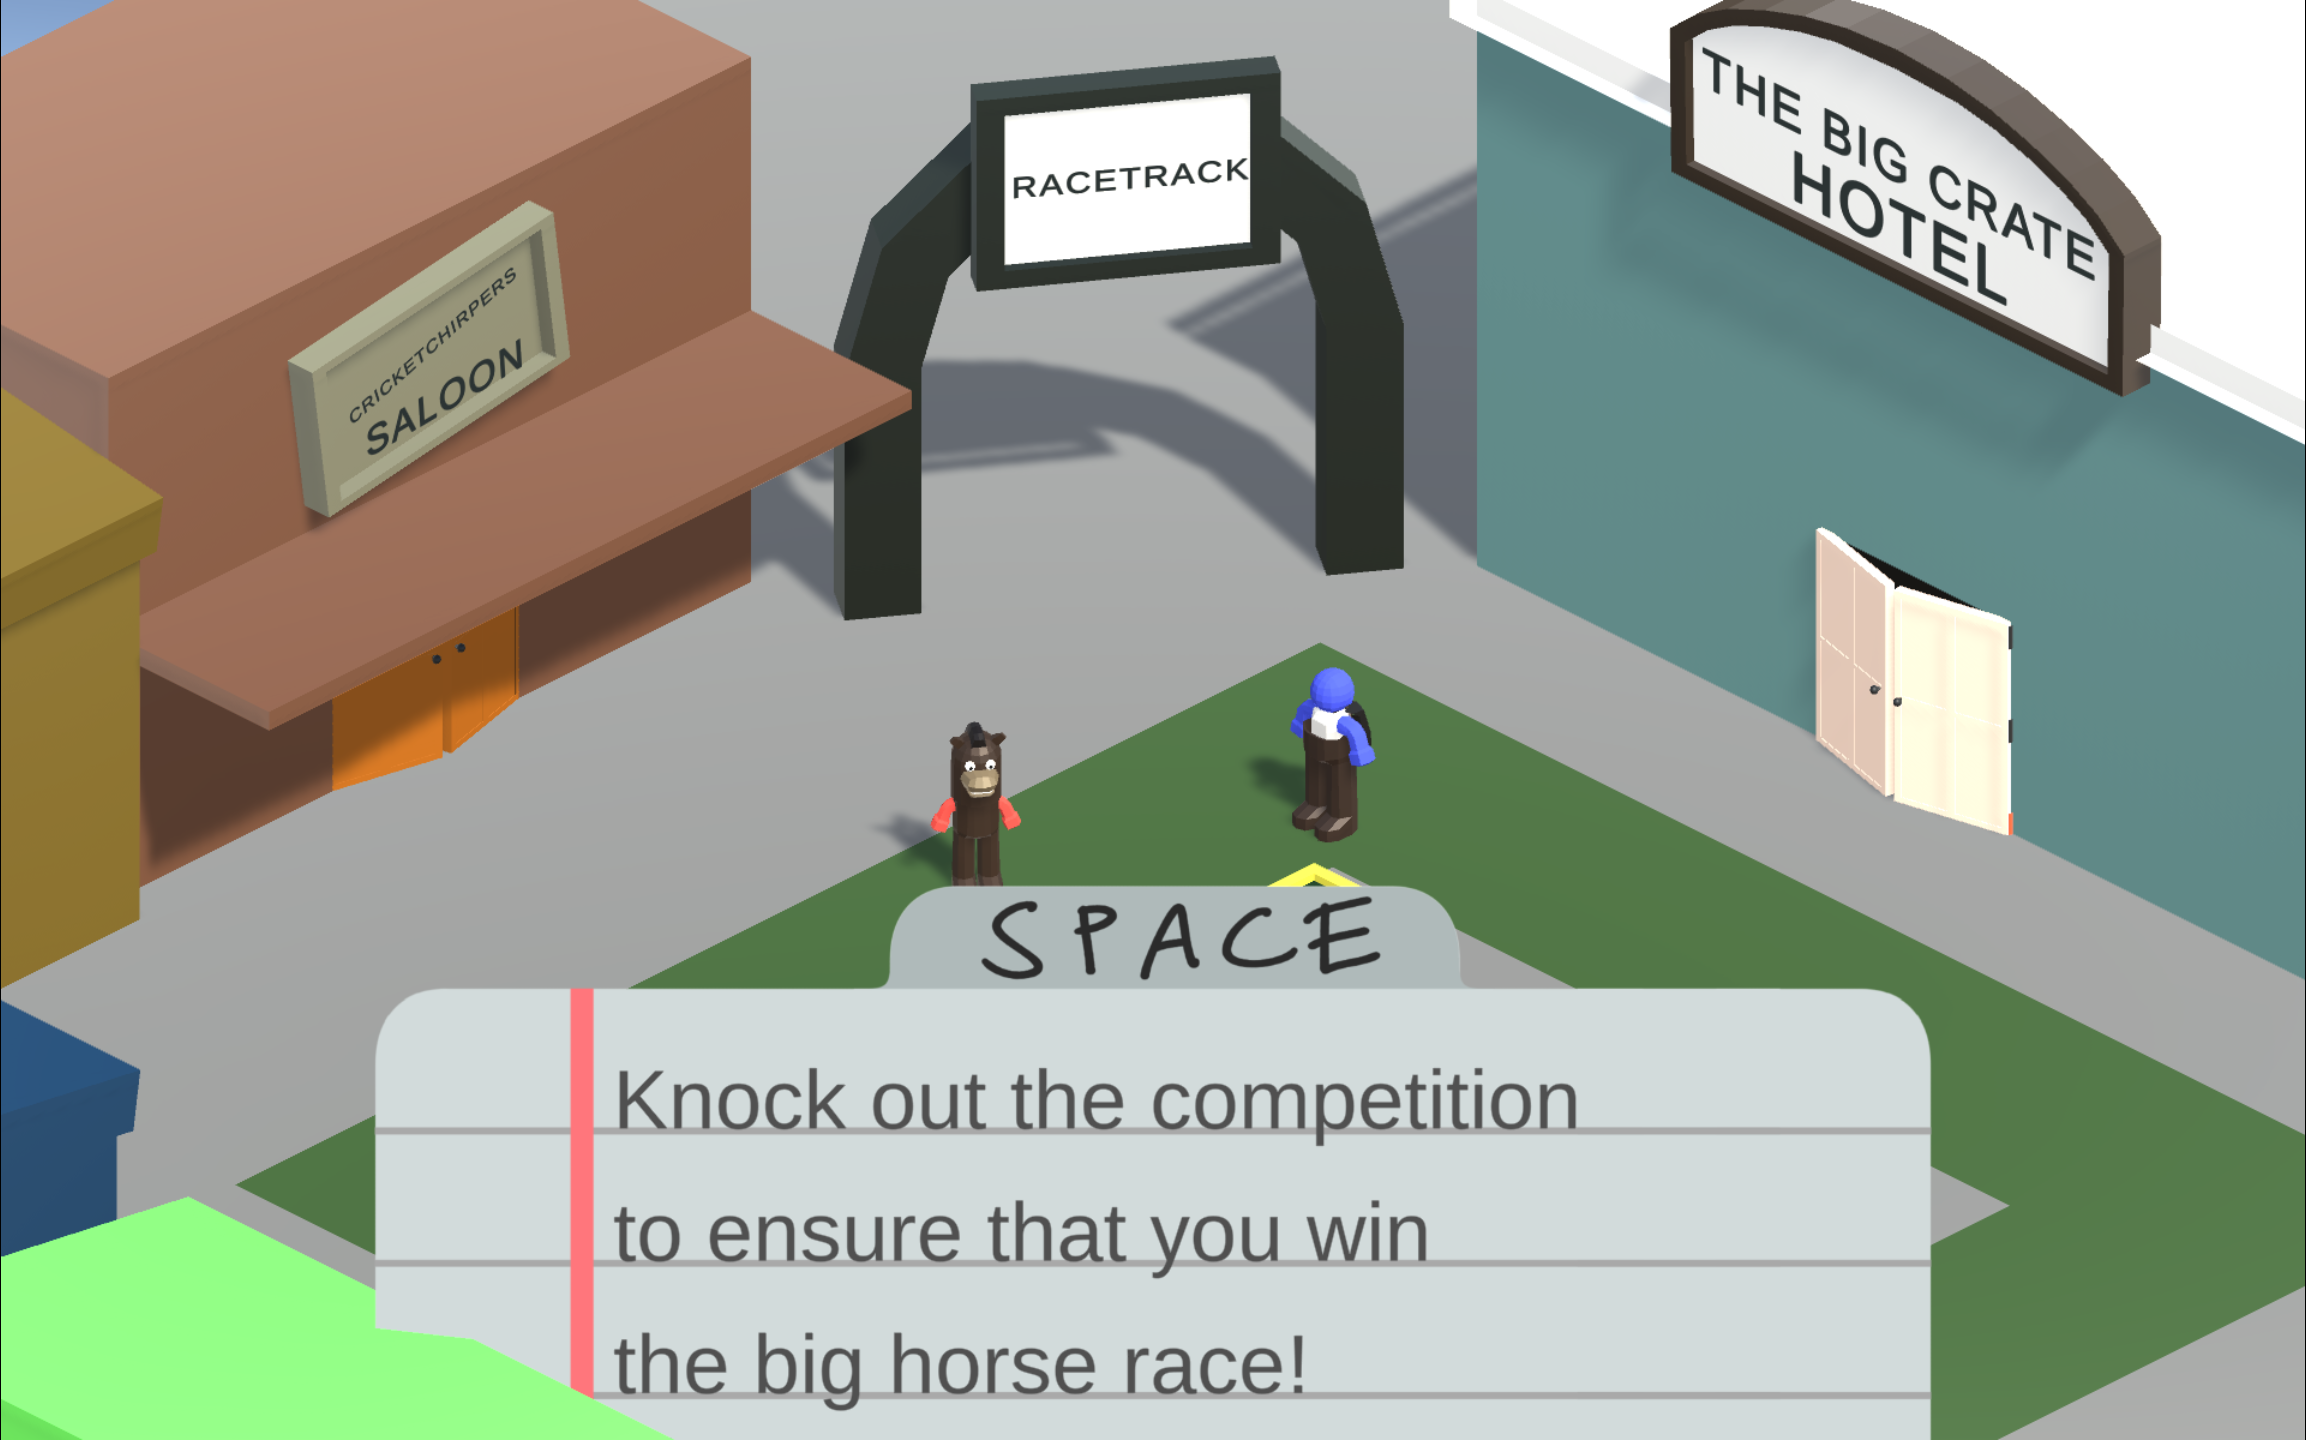 RACETRACK
THE BIG CRATE
HOTEL
CRICKETCHIRPERS
SALOON
SPACE
Knock out the competition
to ensure that you win
the big horse race!